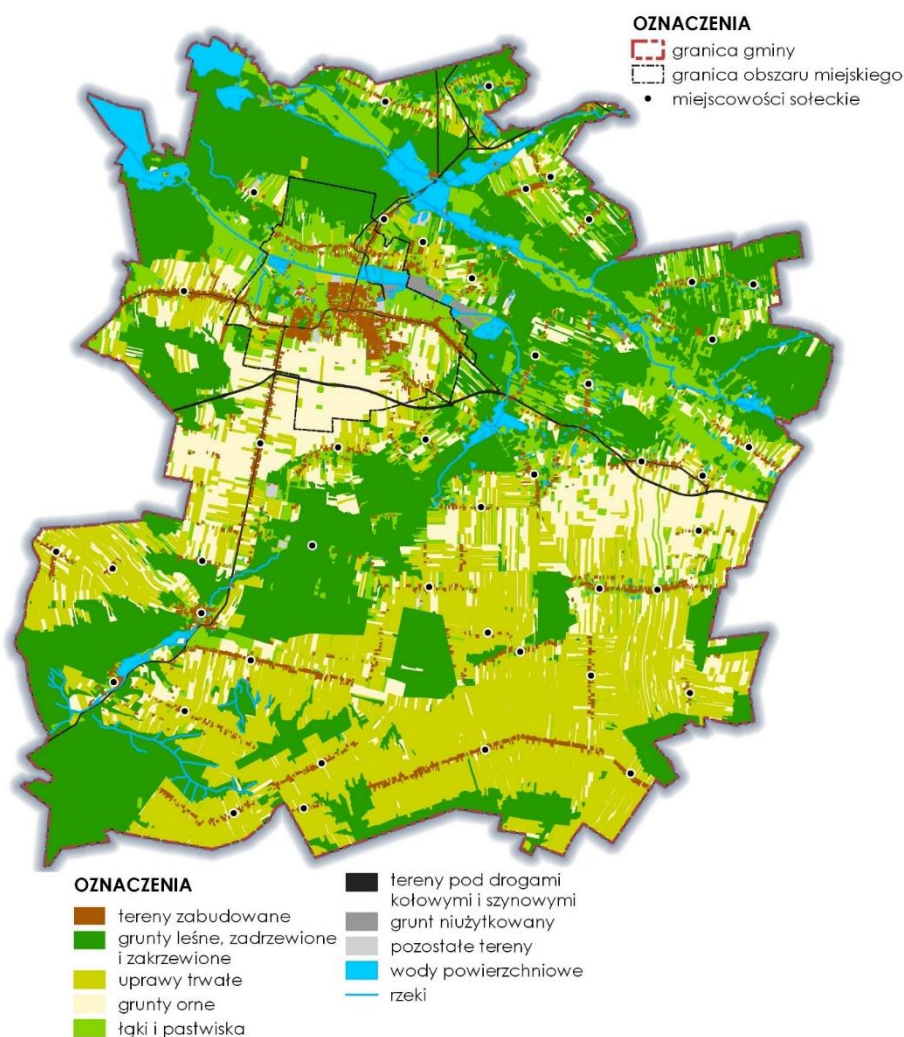 OZNACZENIA
granica gminy
granica obszaru miejskiego
miejscowości sołeckie
OZNACZENIA
tereny zabudowane
grunty leśne, zadrzewione
i zakrzewione
uprawy trwałe
grunty orne
łąki i pastwiska
tereny pod drogami
kołowymi i szynowymi
grunt niużytkowany
pozostałe tereny
wody powierzchniowe
rzeki